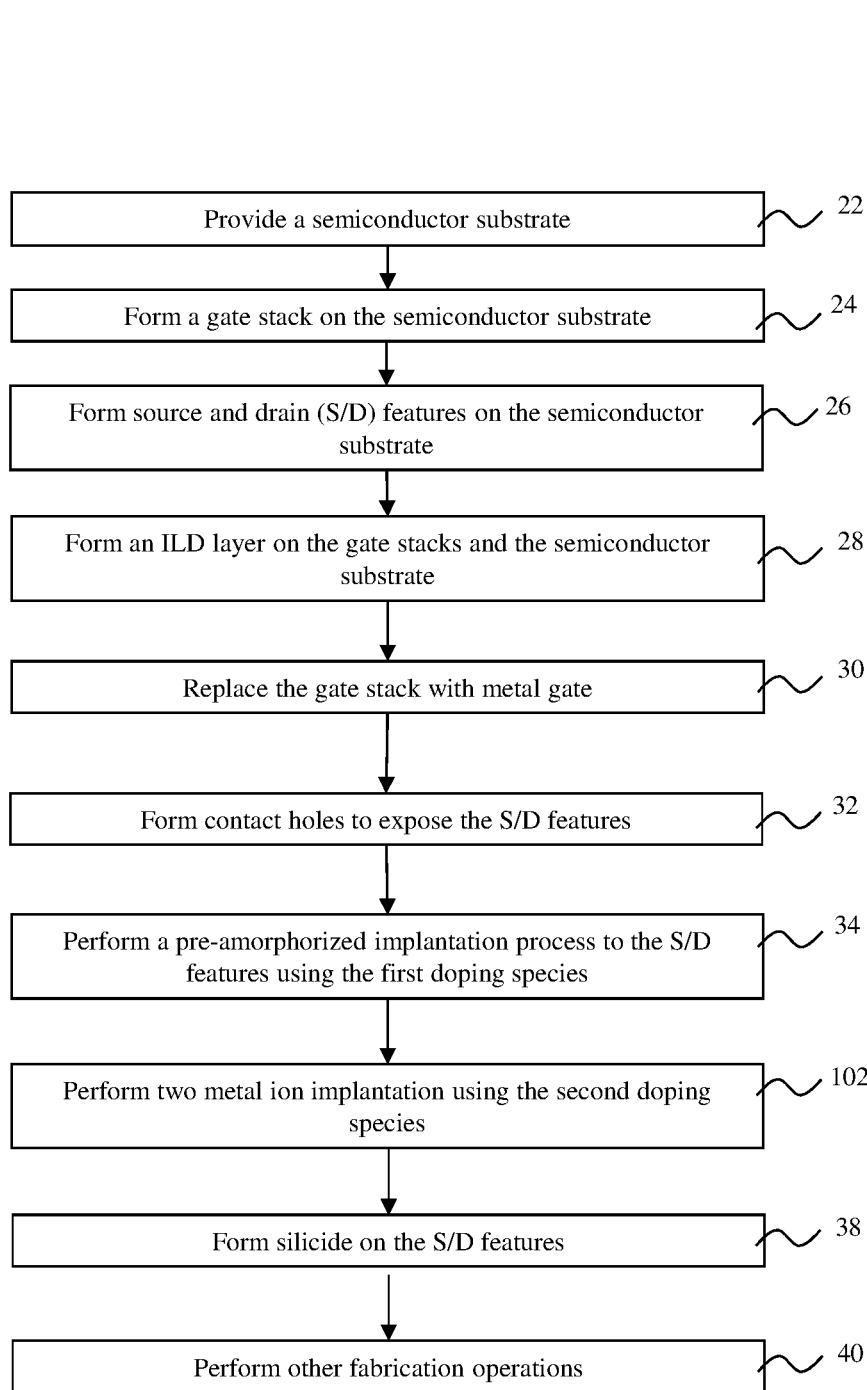 Provide a semiconductor substrate
22
Form a gate stack on the semiconductor substrate
24
Form source and drain (S/D) features on the semiconductor
substrate
26
Form an ILD layer on the gate stacks and the semiconductor
substrate
28
Replace the gate stack with metal gate
30
Form contact holes to expose the S/D features
32
Perform a pre-amorphorized implantation process to the S/D
features using the first doping species
34
Perform two metal ion implantation using the second doping
species
102
Form silicide on the S/D features
38
Perform other fabrication operations
40